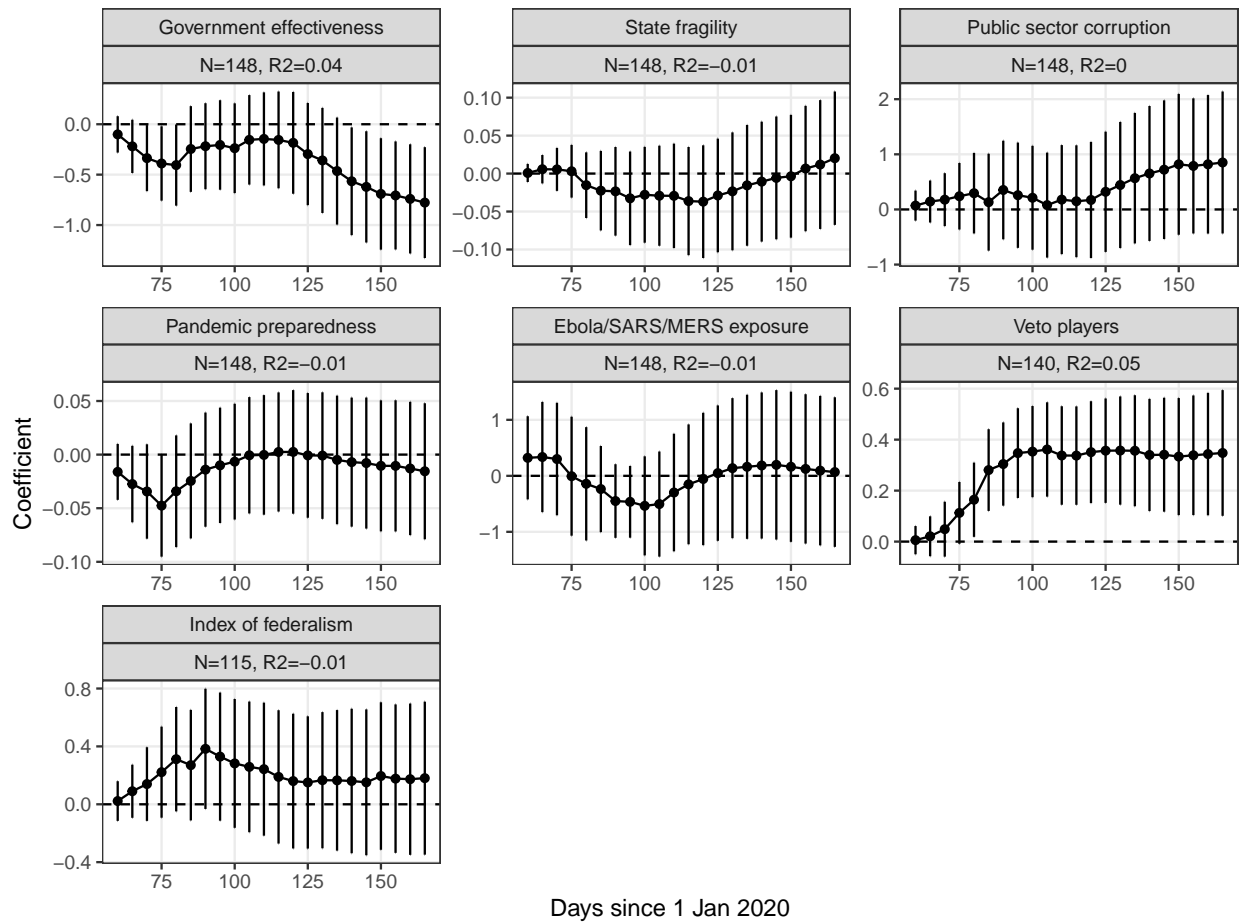 Government effectiveness
N=148, R2=0.04
0.0
−0.5
−1.0
75 100 125 150
State fragility
N=148, R2=−0.01
0.10
0.05
0.00
−0.05
−0.10
75 100 125 150
Public sector corruption
N=148, R2=0
2
1
0
−1
75 100 125 150
Pandemic preparedness
N=148, R2=−0.01
0.05
0.00
−0.05
−0.10
75 100 125 150
Ebola/SARS/MERS exposure
N=148, R2=−0.01
1
0
−1
75 100 125 150
Veto players
N=140, R2=0.05
0.6
0.4
0.2
0.0
75 100 125 150
Index of federalism
N=115, R2=−0.01
0.8
0.4
0.0
−0.4
75 100 125 150
Coefficient
Days since 1 Jan 2020